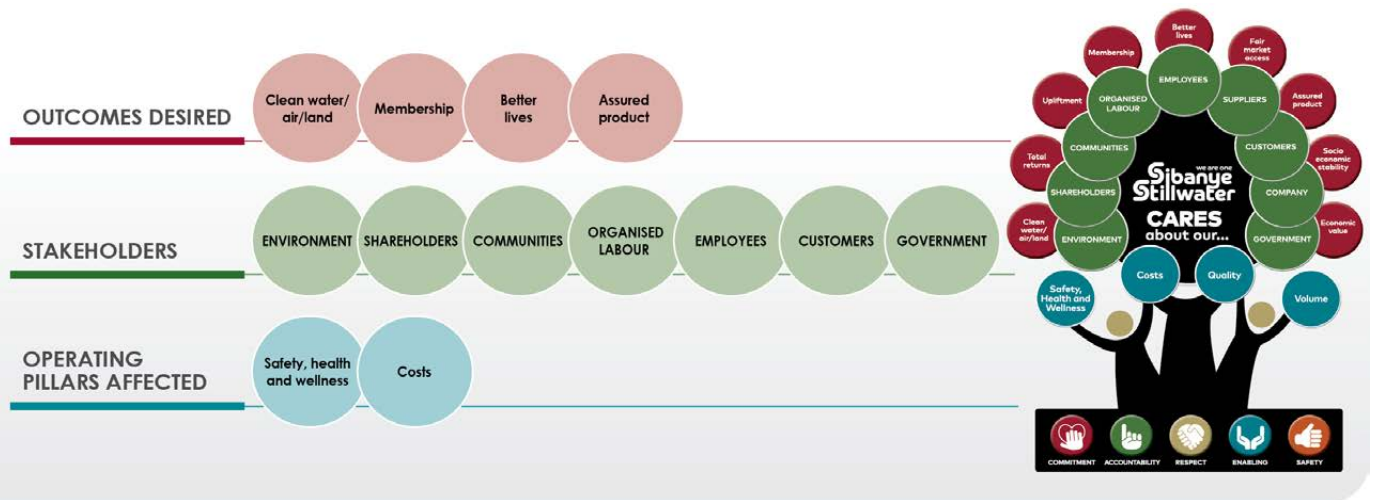 OUTCOMES DESIRED
Clean water/
air/land
Membership
Better
lives
Assured
product
STAKEHOLDERS
ENVIRONMENT
SHAREHOLDERS
COMMUNITIES
ORGANISED
LABOUR
EMPLOYEES
CUSTOMERS
GOVERNMENT
OPERATING
PILLARS AFFECTED
Safety, health
and wellness
Costs
Better
lives
Membership
Fair
market
access
EMPLOYEES
Upliftment
ORGANISED
LABOUR
SUPPLIERS
Assured
product
COMMUNITIES
CUSTOMERS
Total
returns
Socio
economic
stability
SHAREHOLDERS
COMPANY
we are one
Sibanye
Stillwater
CARES
about our...
Clean
water/
air/land
ENVIRONMENT
GOVERNMENT
Economic
value
Safety,
Health and
Wellness
Costs
Quality
Volume
COMMITMENT
ACCOUNTABILITY
RESPECT
ENABLING
SAFETY